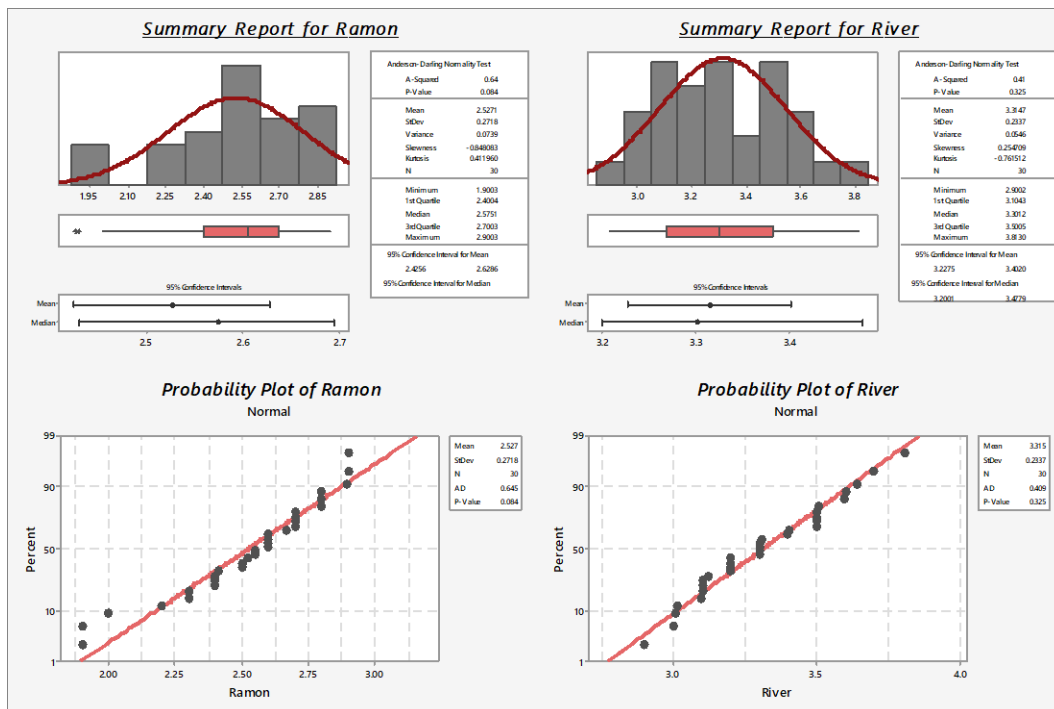 Summary Report for Ramon
Anderson-Darling Normality Test
A-Squared 0.64
P-Value 0.084
Mean 2.5271
StDev 0.2718
Variance 0.0739
Skewness -0.848083
Kurtosis 0.411960
N 30
Minimum 1.9003
1st Quartile 2.4004
Median 2.5751
3rd Quartile 2.7003
Maximum 2.9003
95% Confidence Interval for Mean
2.4256 2.6286
95% Confidence Interval for Median
1.95 2.10 2.25 2.40 2.55 2.70 2.85
95% Confidence Intervals
Mean
Median
2.5 2.6 2.7
Summary Report for River
Anderson-Darling Normality Test
A-Squared 0.41
P-Value 0.325
Mean 3.3147
StDev 0.2337
Variance 0.0546
Skewness 0.254709
Kurtosis -0.761512
N 30
Minimum 2.9002
1st Quartile 3.1043
Median 3.3012
3rd Quartile 3.5005
Maximum 3.8130
95% Confidence Interval for Mean
3.2275 3.4020
95% Confidence Interval for Median
3.2001 3.4779
3.0 3.2 3.4 3.6 3.8
95% Confidence Intervals
Mean
Median
3.2 3.3 3.4
Probability Plot of Ramon
Normal
99
90
50
10
1
Percent
2.00 2.25 2.50 2.75 3.00
Ramon
Mean 2.527
StDev 0.2718
N 30
AD 0.645
P-Value 0.084
Probability Plot of River
Normal
99
90
50
10
1
Percent
3.0 3.5 4.0
River
Mean 3.315
StDev 0.2337
N 30
AD 0.409
P-Value 0.325